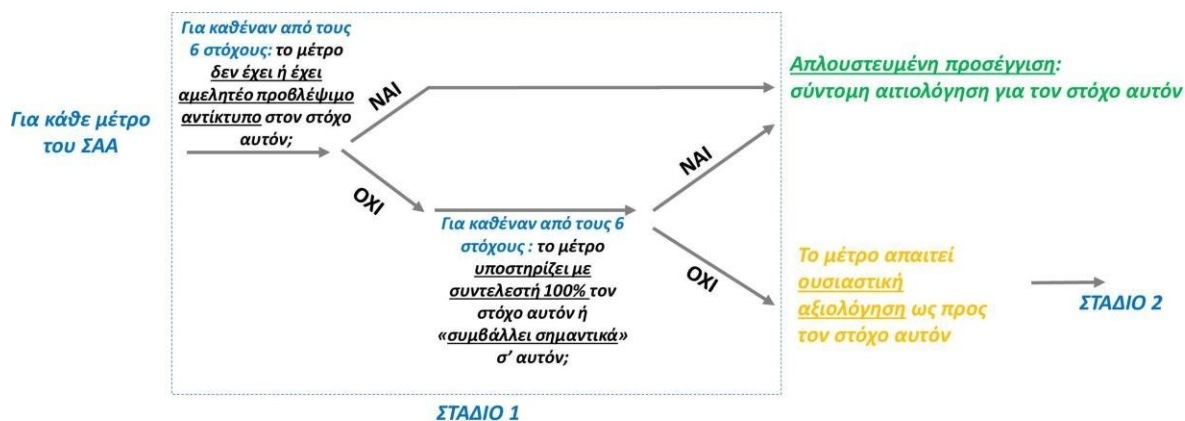 Για κάθε μέτρο
του ΣΑΑ
Για καθέναν από τους
6 στόχους: το μέτρο
δεν έχει ή έχει
αμελητέο προβλέψιμο
αντίκτυπο στον στόχο
αυτόν;
ΝΑΙ
ΟΧΙ
Για καθέναν από τους 6
στόχους : το μέτρο
υποστηρίζει με
συντελεστή 100% τον
στόχο αυτόν ή
«συμβάλλει σημαντικά»
σ’ αυτόν;
ΝΑΙ
ΟΧΙ
Απλουστευμένη προσέγγιση:
σύντομη αιτιολόγηση για τον στόχο αυτόν
Το μέτρο απαιτεί
ουσιαστική
αξιολόγηση ως προς
τον στόχο αυτόν
ΣΤΑΔΙΟ 2
ΣΤΑΔΙΟ 1